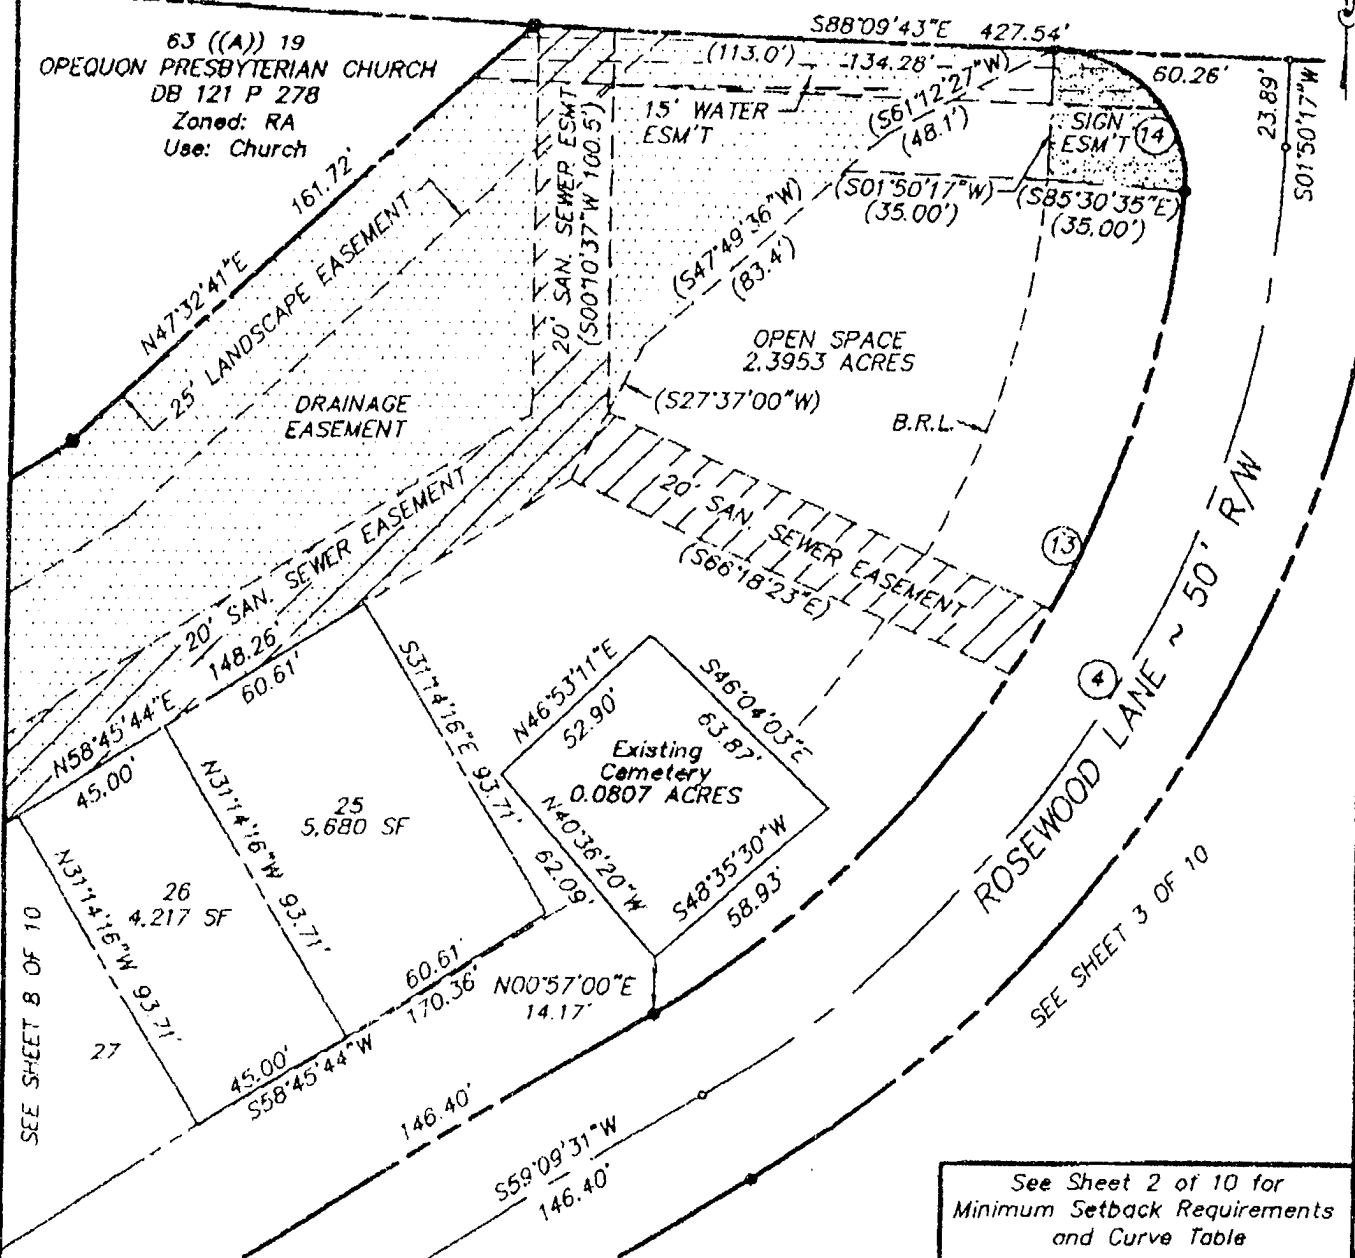 S88°09'43"E 427.54'
63 ((A)) 19
OPEQUON PRESBYTERIAN CHURCH
DB 121 P 278
Zoned: RA
Use: Church
(113.0')
134.28'
60.26'
23.89'
S01°50'17"W
15' WATER
ESM'T
(S61°12'27"W)
(48.1')
SIGN
ESM'T
14
20' SAN. SEWER ESMT
(S00°10'37"W 100.5')
161.72'
N47°32'41"E
25' LANDSCAPE EASEMENT
(S47°49'36"W)
(83.4')
(S01°50'17"W)
(35.00')
(S85°30'35"E)
(35.00')
OPEN SPACE
2.3953 ACRES
DRAINAGE
EASEMENT
(S27°37'00"W)
B.R.L.
20' SAN. SEWER EASEMENT
(S66°18'23"E)
13
20' SAN. SEWER EASEMENT
148.26'
60.61'
N58°45'44"E
45.00'
S31°14'16"E 93.71'
N46°53'11"E
52.90'
S46°04'03"E
63.87'
Existing
Cemetery
0.0807 ACRES
N40°36'20"W
62.09'
S48°35'30"W
58.93'
4
ROSEWOOD LANE ~ 50' R/W
N31°14'16"W 93.71'
25
5,680 SF
26
4,217 SF
N31°14'16"W 93.71'
27
60.61'
170.36'
N00°57'00"E
14.17'
45.00'
S58°45'44"W
146.40'
S59°09'31"W
146.40'
SEE SHEET 8 OF 10
SEE SHEET 3 OF 10
See Sheet 2 of 10 for
Minimum Setback Requirements
and Curve Table